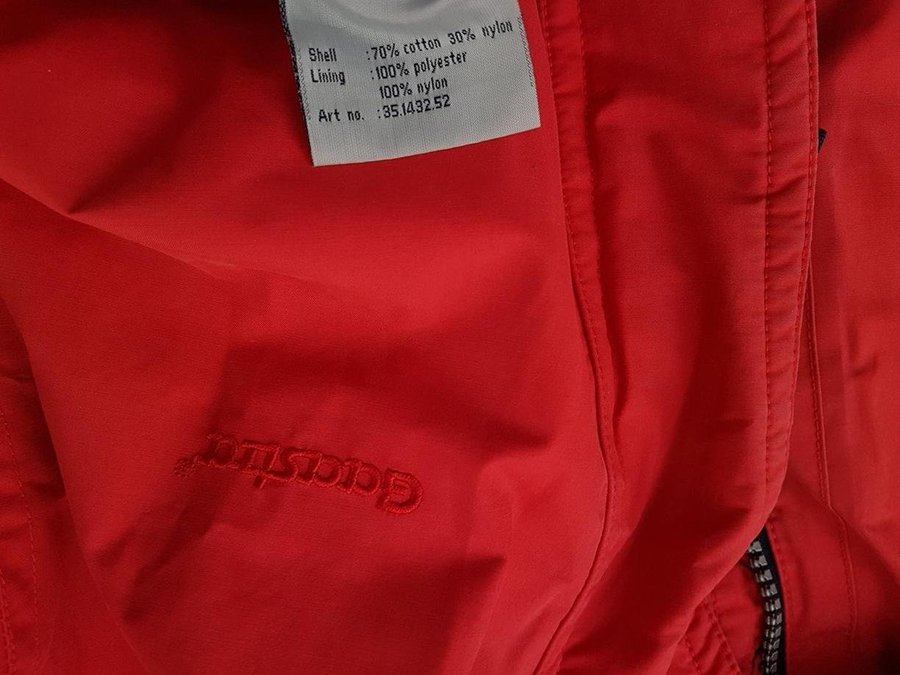 Shell :70% cotton 30% nylon
Lining :100% polyester
100% nylon
Art no. :35.1432.52
Gaastra